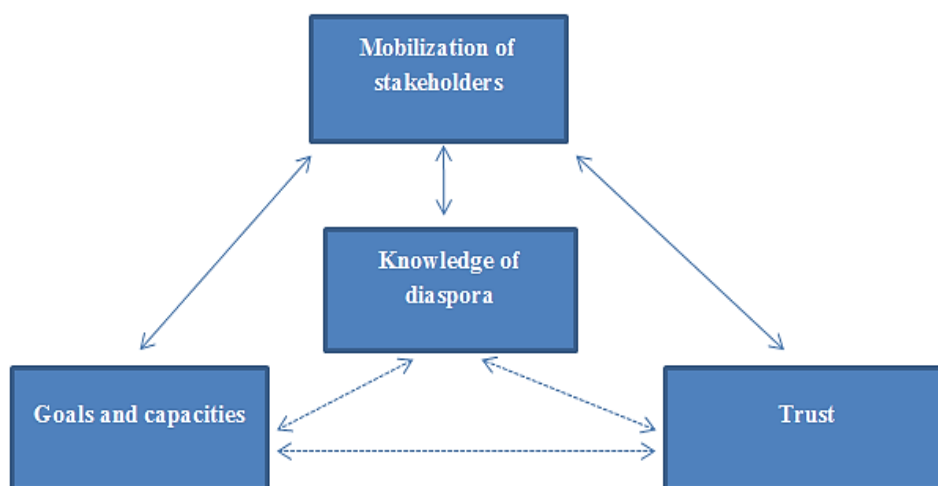 Mobilization of
stakeholders
Knowledge of
diaspora
Goals and capacities
Trust